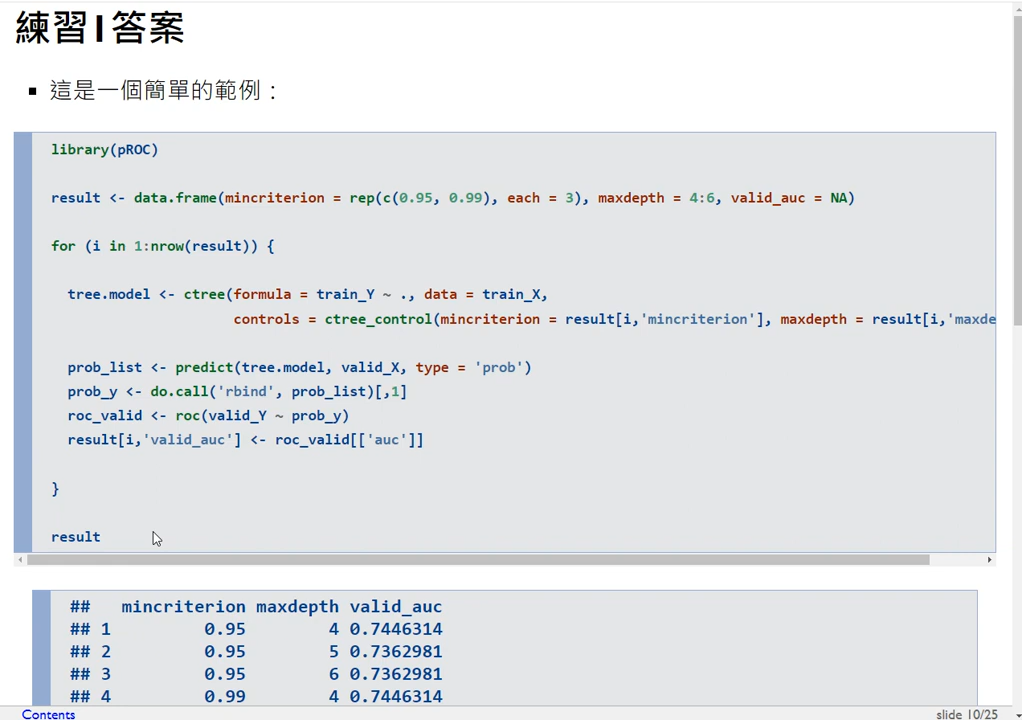 練習1答案
▪ 這是一個簡單的範例：
library(pROC)
result <- data.frame(mincriterion = rep(c(0.95, 0.99), each = 3), maxdepth = 4:6, valid_auc = NA)
for (i in 1:nrow(result)) {
tree.model <- ctree(formula = train_Y ~ ., data = train_X,
controls = ctree_control(mincriterion = result[i,'mincriterion'], maxdepth = result[i,'maxde
prob_list <- predict(tree.model, valid_X, type = 'prob')
prob_y <- do.call('rbind', prob_list)[,1]
roc_valid <- roc(valid_Y ~ prob_y)
result[i,'valid_auc'] <- roc_valid[['auc']]
}
result
## mincriterion maxdepth valid_auc
## 1 0.95 4 0.7446314
## 2 0.95 5 0.7362981
## 3 0.95 6 0.7362981
## 4 0.99 4 0.7446314
Contents
slide 10/25